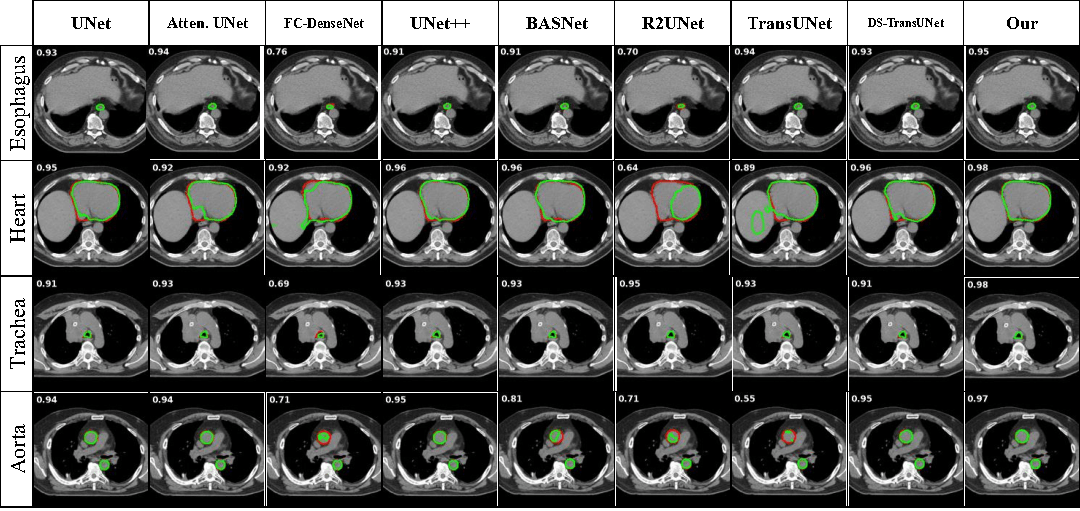 UNet Atten. UNet FC-DenseNet UNet++ BASNet R2UNet TransUNet DS-TransUNet Our
Esophagus 0.93 0.94 0.76 0.91 0.91 0.70 0.94 0.93 0.95
Heart 0.95 0.92 0.92 0.96 0.96 0.64 0.89 0.96 0.98
Trachea 0.91 0.93 0.69 0.93 0.93 0.95 0.93 0.91 0.98
Aorta 0.94 0.94 0.71 0.95 0.81 0.71 0.55 0.95 0.97